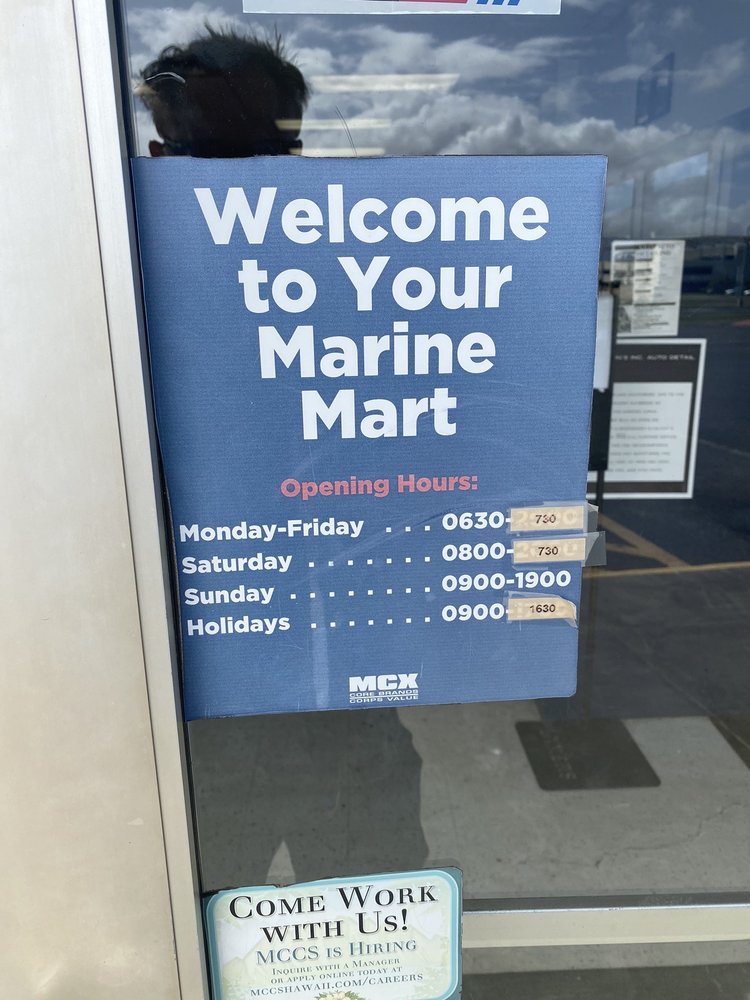 Welcome
to Your
Marine
Mart
Opening Hours:
Monday-Friday . . . 0630-730
Saturday . . . . . . . 0800-730
Sunday . . . . . . . . 0900-1900
Holidays . . . . . . . 0900-1630
MCX
CORE BRANDS
CORPS VALUE
AUTO DETAIL
COME WORK
WITH US!
MCCS IS HIRING
INQUIRE WITH A MANAGER
OR APPLY ONLINE TODAY AT
MCCSHAWAII.COM/CAREERS